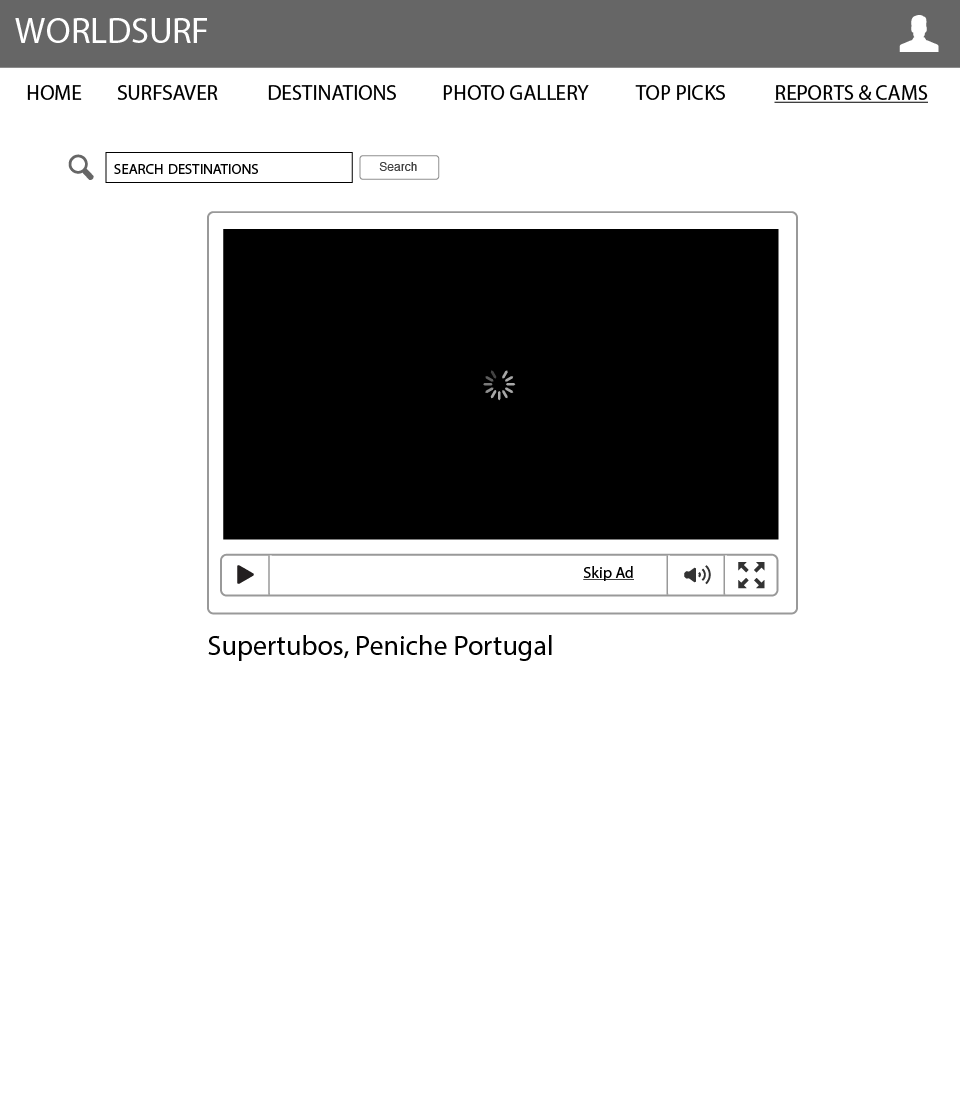 WORLDSURF
HOME SURFSAVER DESTINATIONS PHOTO GALLERY TOP PICKS REPORTS & CAMS
SEARCH DESTINATIONS Search
Skip Ad
Supertubos, Peniche Portugal